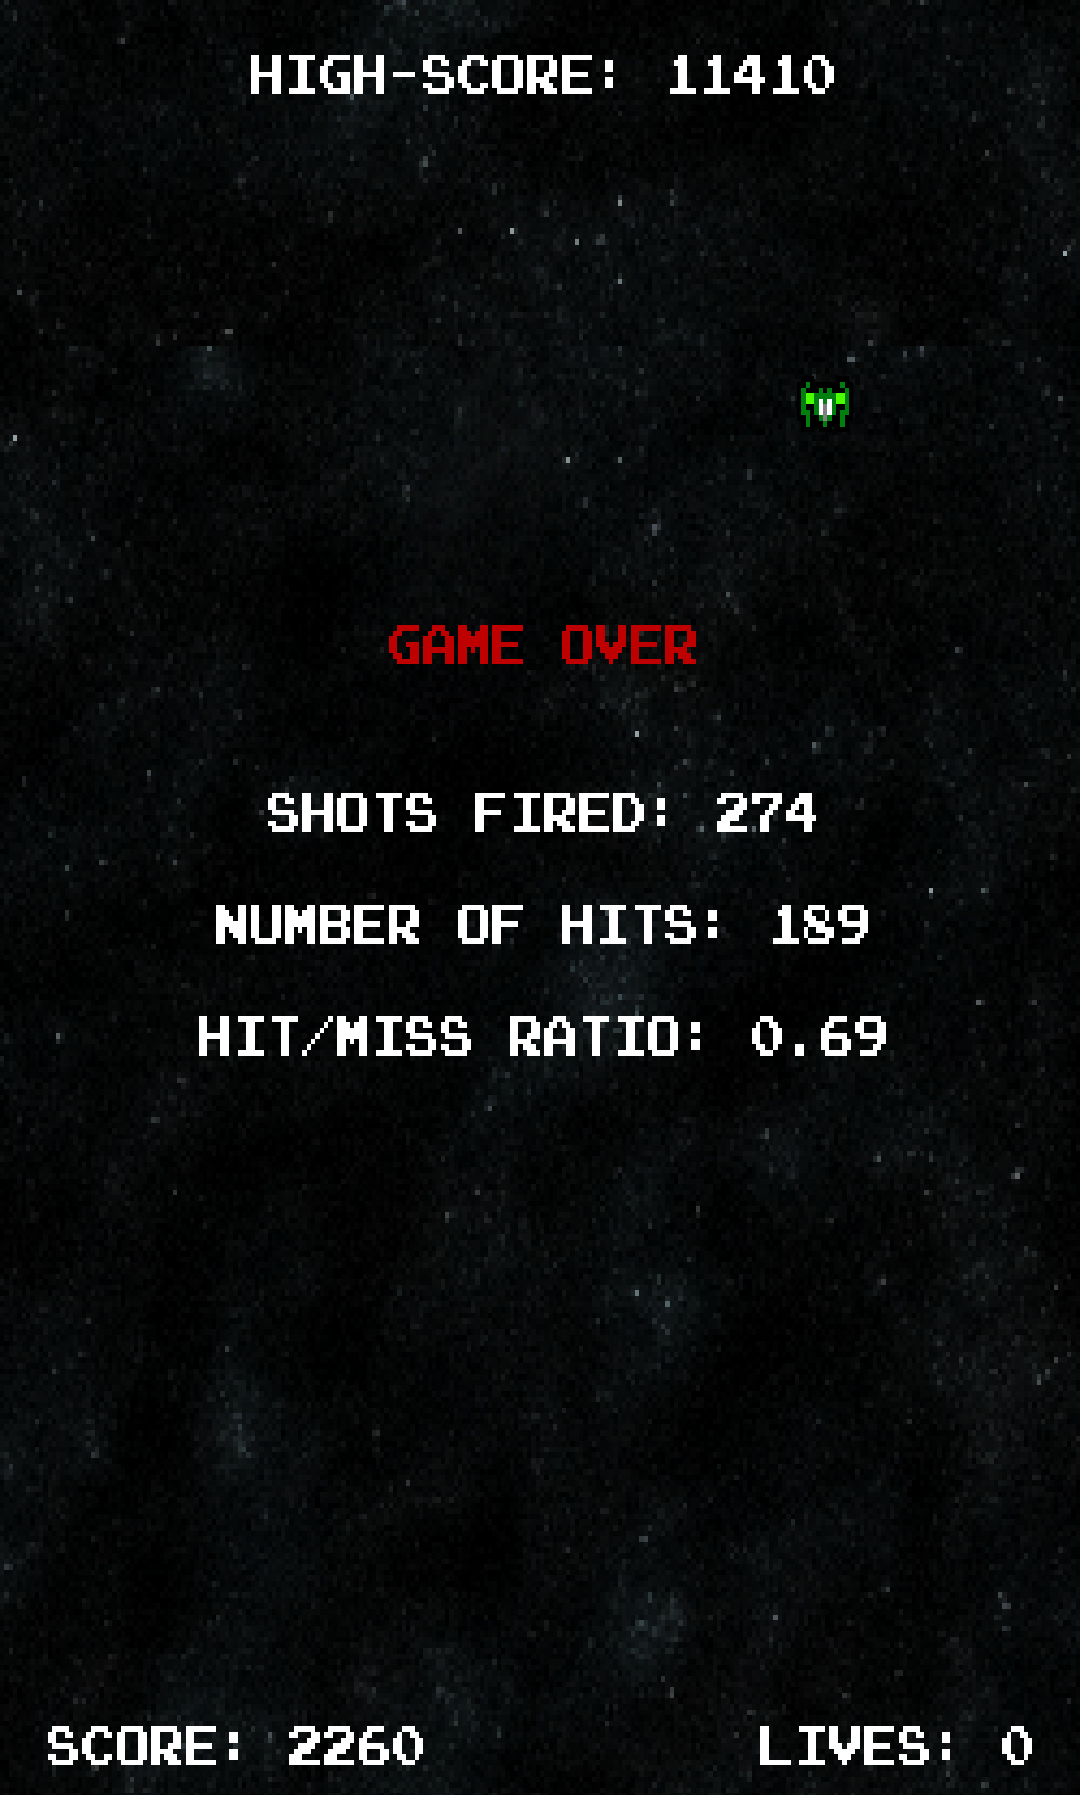 HIGH-SCORE: 11410
GAME OVER
SHOTS FIRED: 274
NUMBER OF HITS: 189
HIT/MISS RATIO: 0.69
SCORE: 2260 LIVES: 0